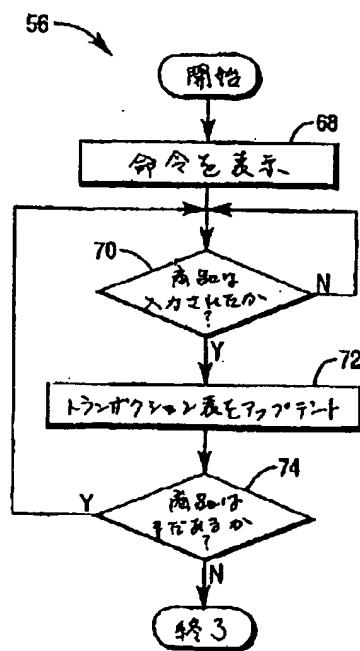 56
開始
68
命令を表示
70
商品は
入力されたか
?
N
Y
72
トランザクション表をアップデート
74
商品は
まだあるか
?
Y
N
終了